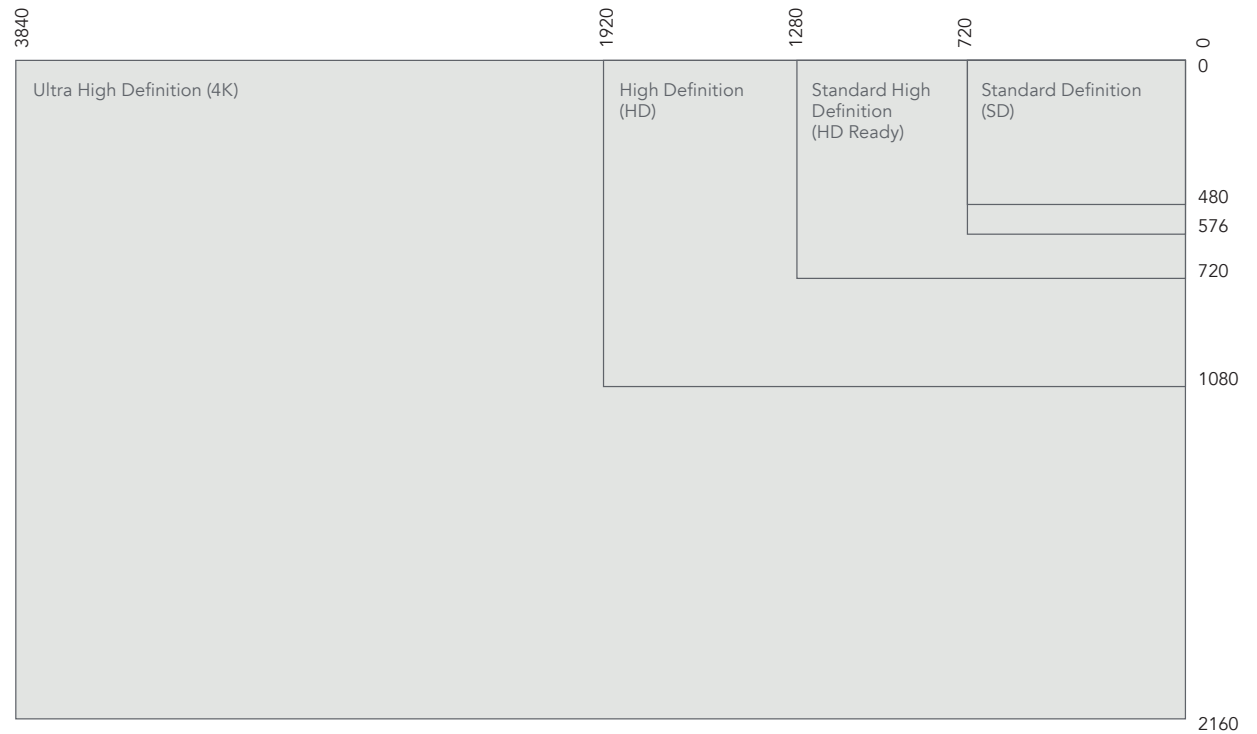 3840
1920
1280
720
0
0
Ultra High Definition (4K)
High Definition
(HD)
Standard High
Definition
(HD Ready)
Standard Definition
(SD)
480
576
720
1080
2160